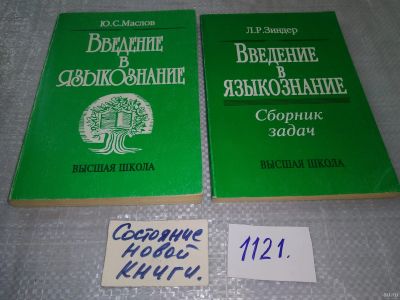 Ю.С.Маслов
ВВЕДЕНИЕ
В
ЯЗЫКОЗНАНИЕ
ВЫСШАЯ ШКОЛА
Л.Р.Зиндер
ВВЕДЕНИЕ
В
ЯЗЫКОЗНАНИЕ
Сборник
задач
ВЫСШАЯ ШКОЛА
Состояние
новой
книги.
1121.